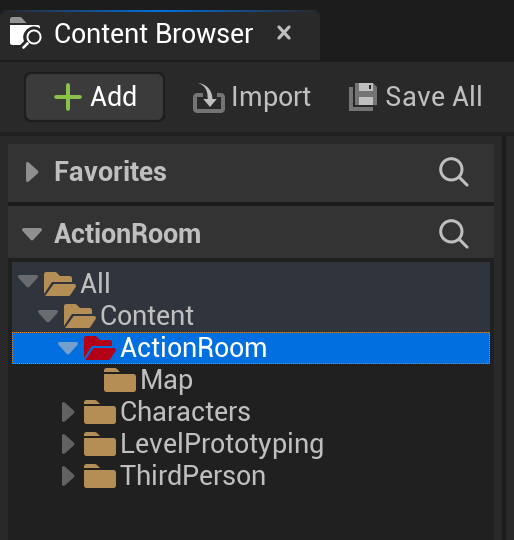 Content Browser
Add Import Save All
Favorites
ActionRoom
All
Content
ActionRoom
Map
Characters
LevelPrototyping
ThirdPerson